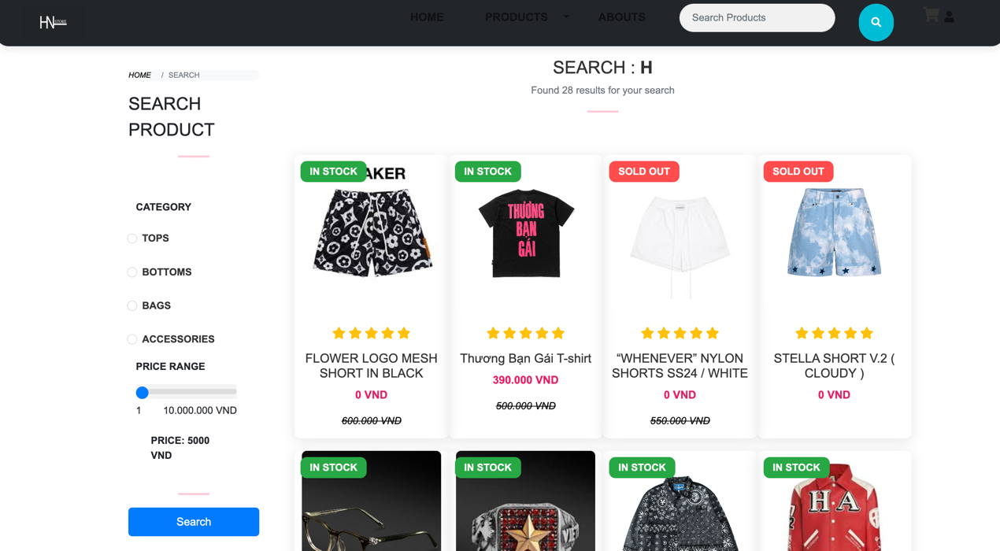 HN STORE
HOME
PRODUCTS
ABOUTS
Search Products
HOME / SEARCH
SEARCH
PRODUCT
CATEGORY
TOPS
BOTTOMS
BAGS
ACCESSORIES
PRICE RANGE
1 10.000.000 VND
PRICE: 5000
VND
Search
SEARCH : H
Found 28 results for your search
IN STOCK
AKER
FLOWER LOGO MESH
SHORT IN BLACK
0 VND
600.000 VND
IN STOCK
THƯƠNG
BẠN
GÁI
Thương Bạn Gái T-shirt
390.000 VND
500.000 VND
SOLD OUT
“WHENEVER” NYLON
SHORTS SS24 / WHITE
0 VND
550.000 VND
SOLD OUT
STELLA SHORT V.2 (
CLOUDY )
0 VND
IN STOCK
IN STOCK
IN STOCK
IN STOCK
HA